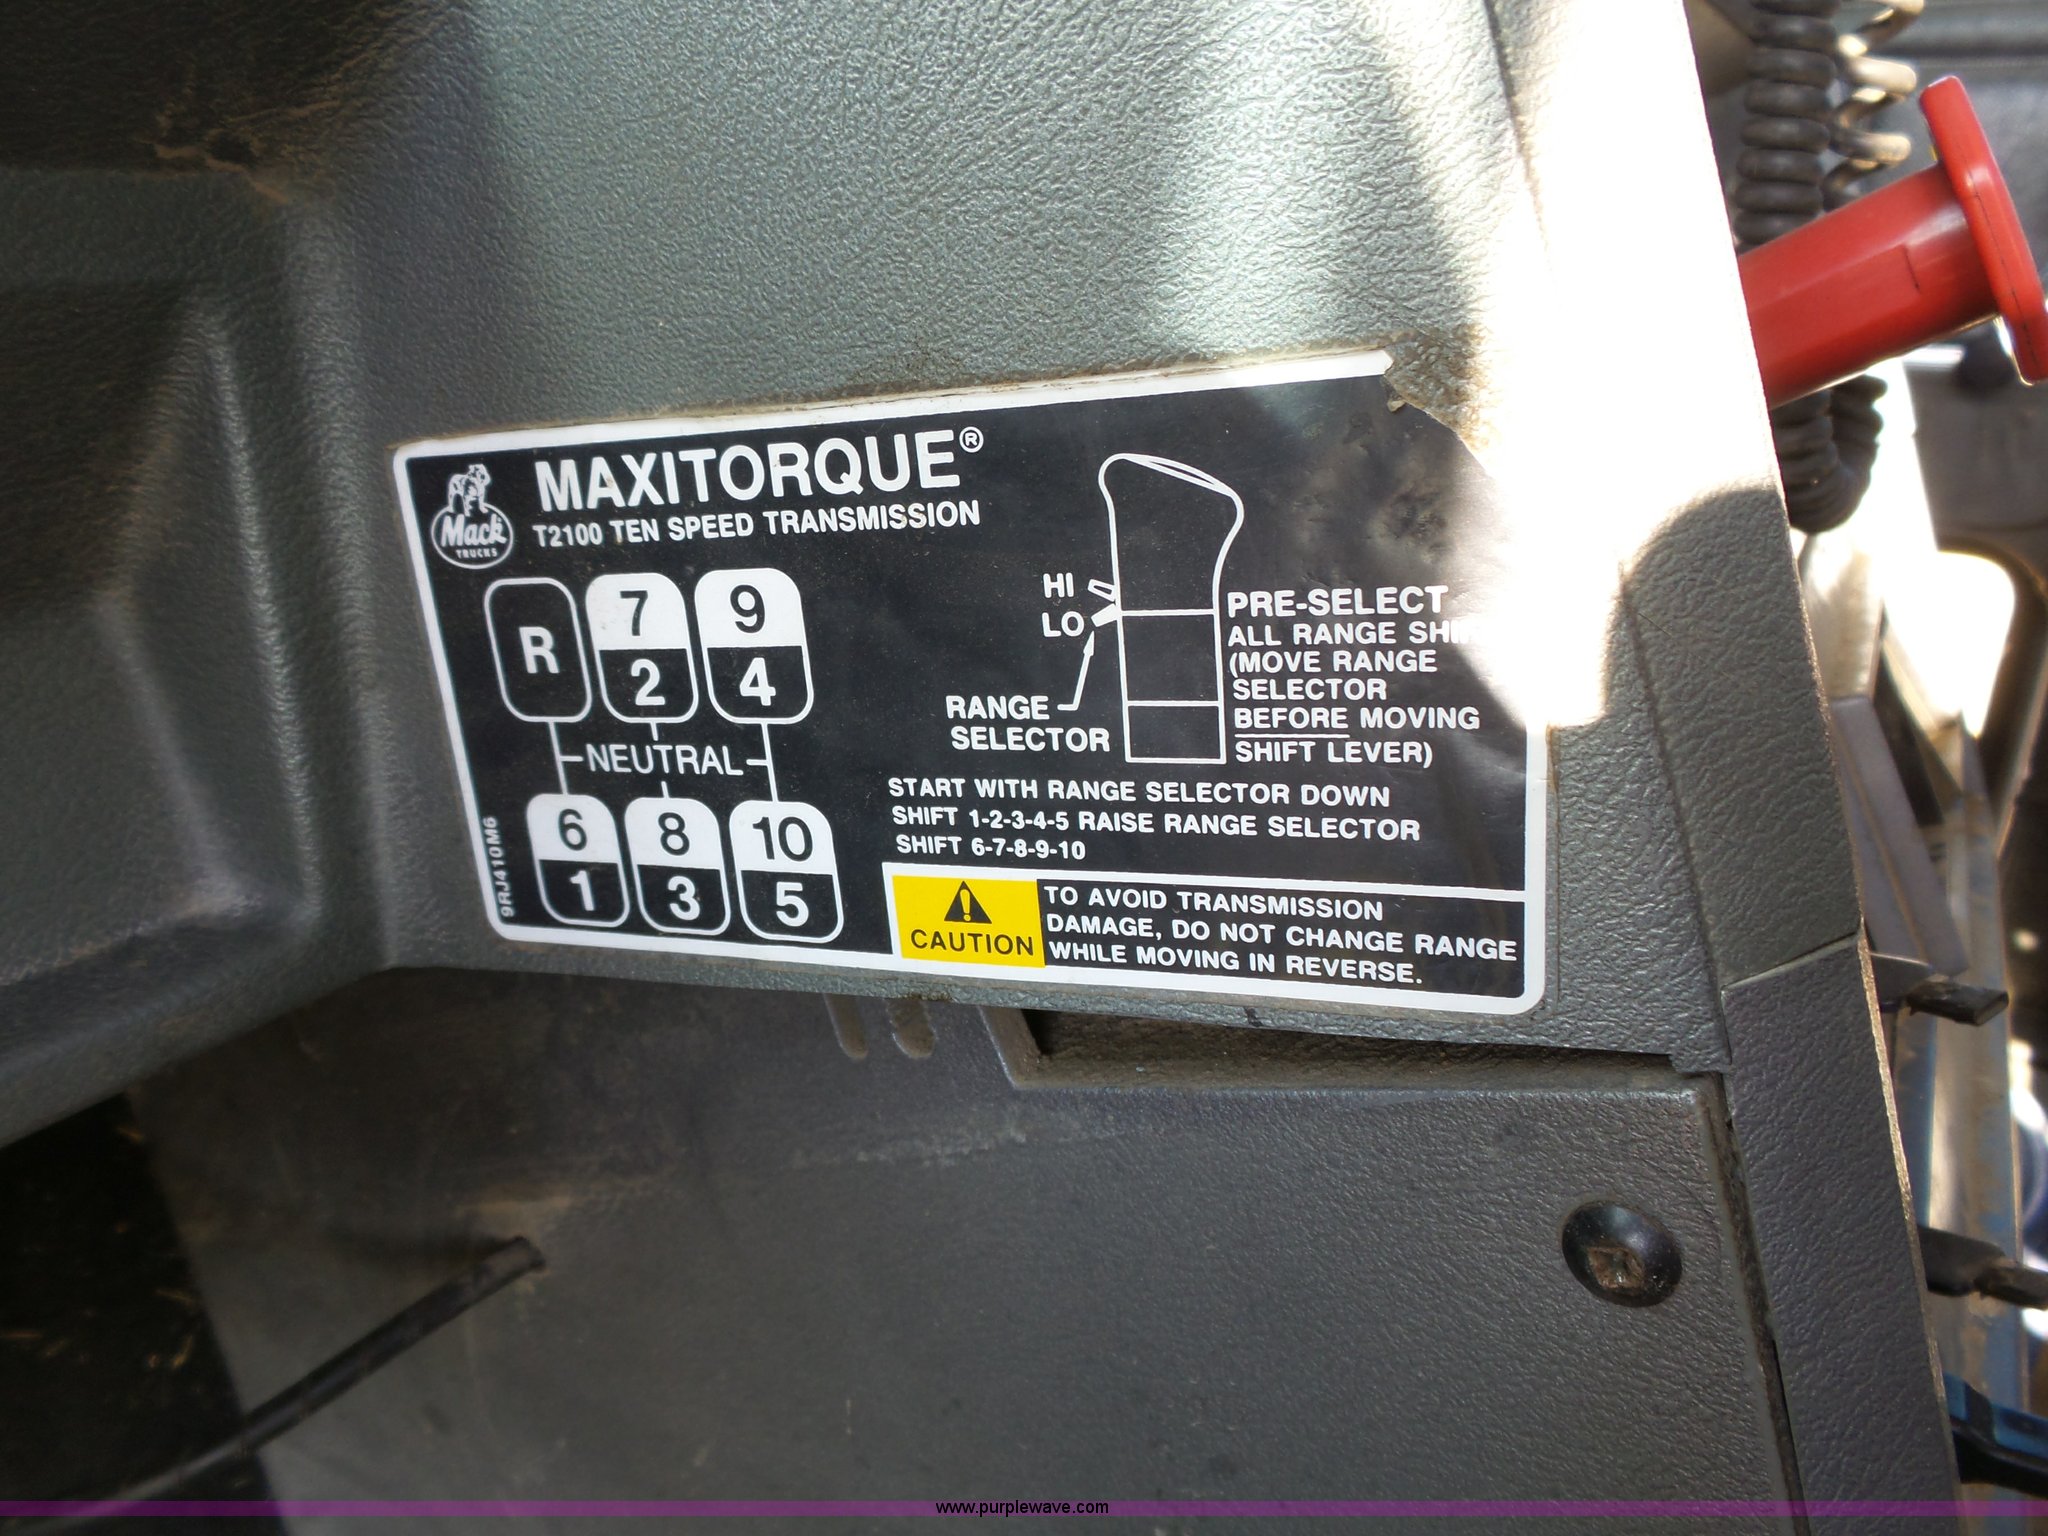 MAXITORQUE®
T2100 TEN SPEED TRANSMISSION
Mack
TRUCKS
R
7
2
9
4
NEUTRAL
6
1
8
3
10
5
9RJ410M6
HI
LO
RANGE
SELECTOR
PRE-SELECT
ALL RANGE
(MOVE RANGE
SELECTOR
BEFORE MOVING
SHIFT LEVER)
START WITH RANGE SELECTOR DOWN
SHIFT 1-2-3-4-5 RAISE RANGE SELECTOR
SHIFT 6-7-8-9-10
CAUTION
TO AVOID TRANSMISSION
DAMAGE, DO NOT CHANGE RANGE
WHILE MOVING IN REVERSE.
www.purplewave.com